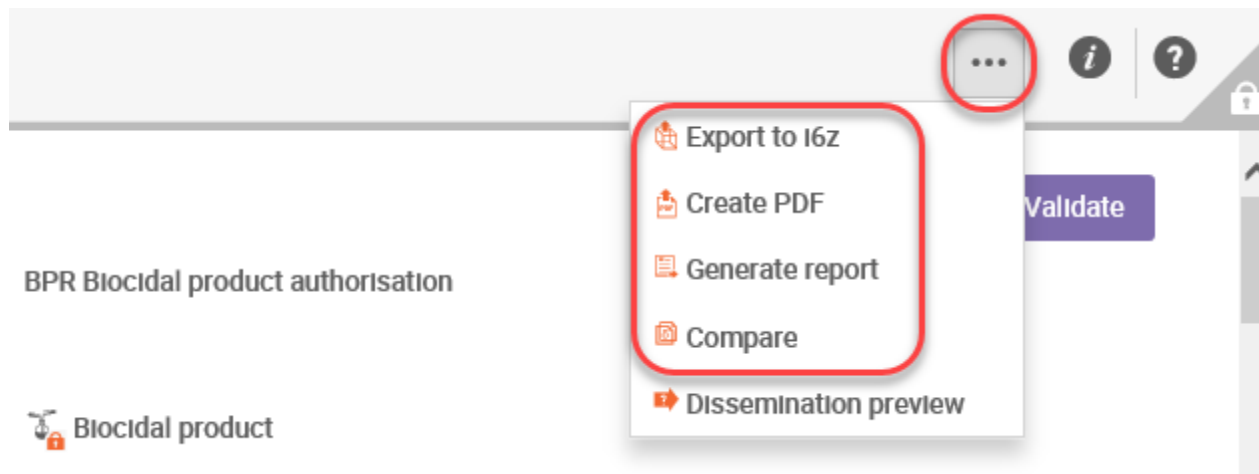 ...
Export to i6z
Create PDF
Validate
Generate report
BPR Biocidal product authorisation
Compare
Dissemination preview
Biocidal product